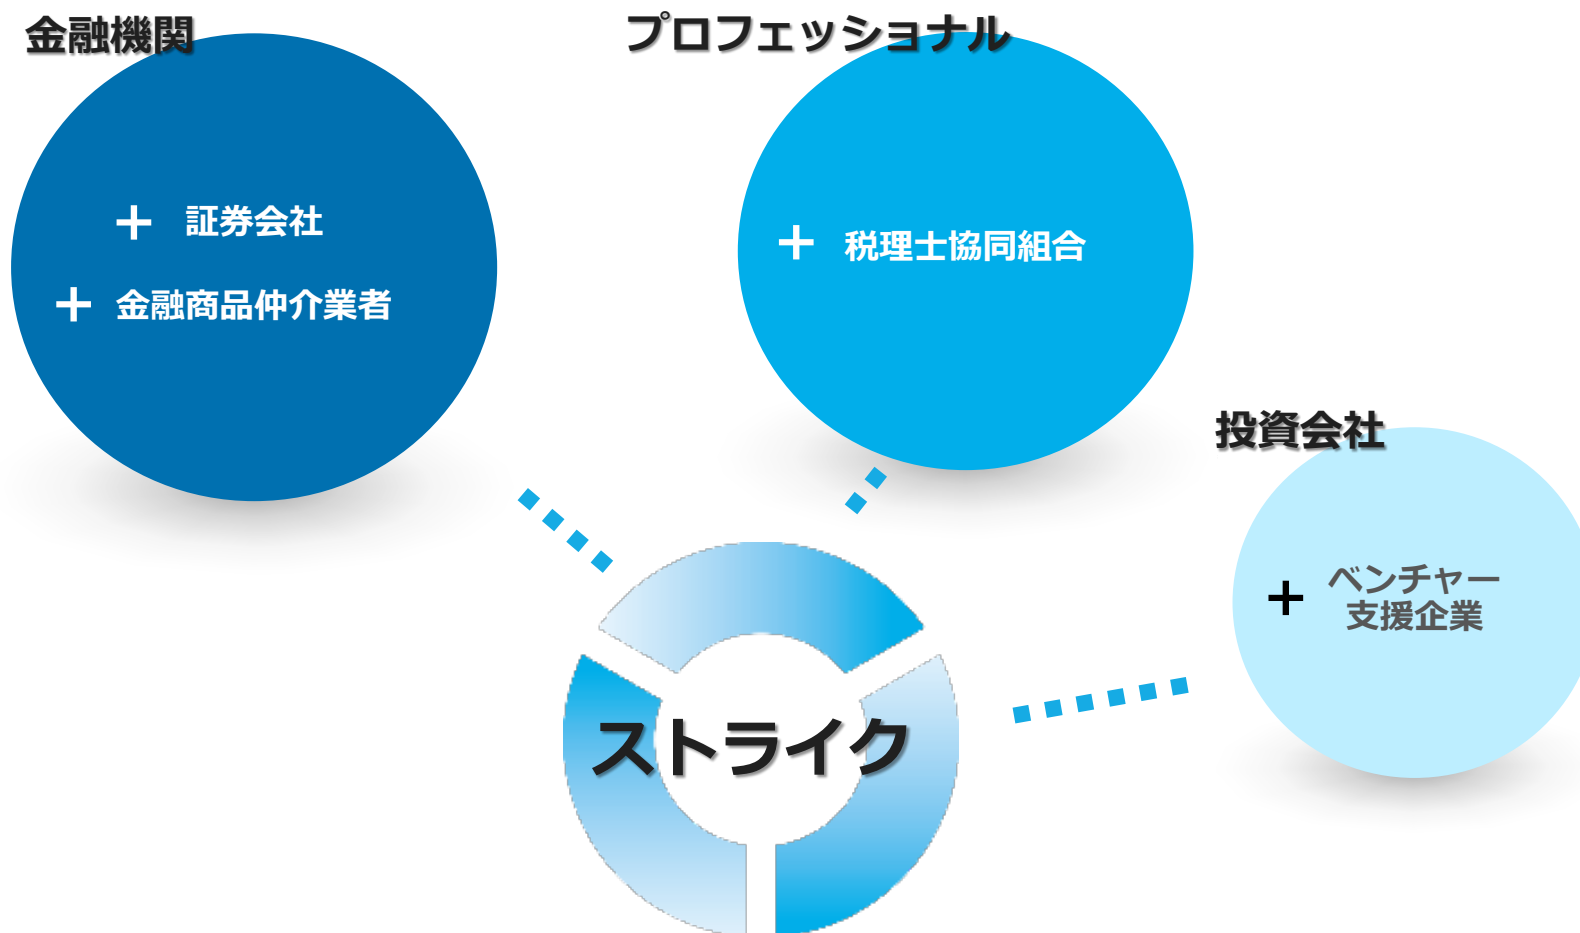 金融機関
+ 証券会社
+ 金融商品仲介業者
プロフェッショナル
+ 税理士協同組合
投資会社
+ ベンチャー
支援企業
ストライク